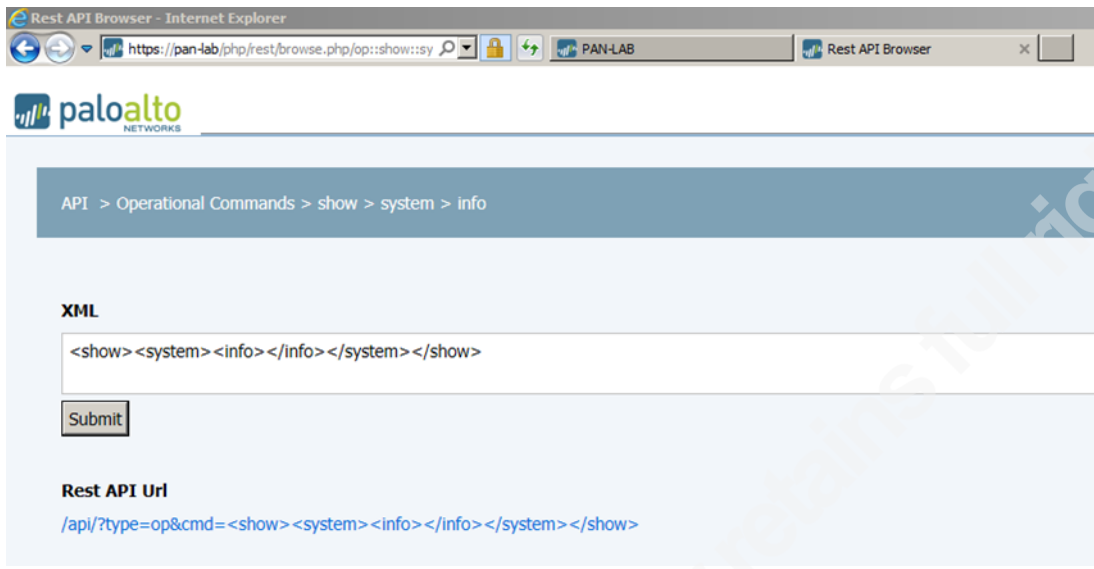 Rest API Browser - Internet Explorer
https://pan-lab/php/rest/browse.php/op::show::sy
PAN-LAB
Rest API Browser
paloalto
NETWORKS
API > Operational Commands > show > system > info
XML
<show><system><info></info></system></show>
Submit
Rest API Url
/api/?type=op&cmd=<show><system><info></info></system></show>